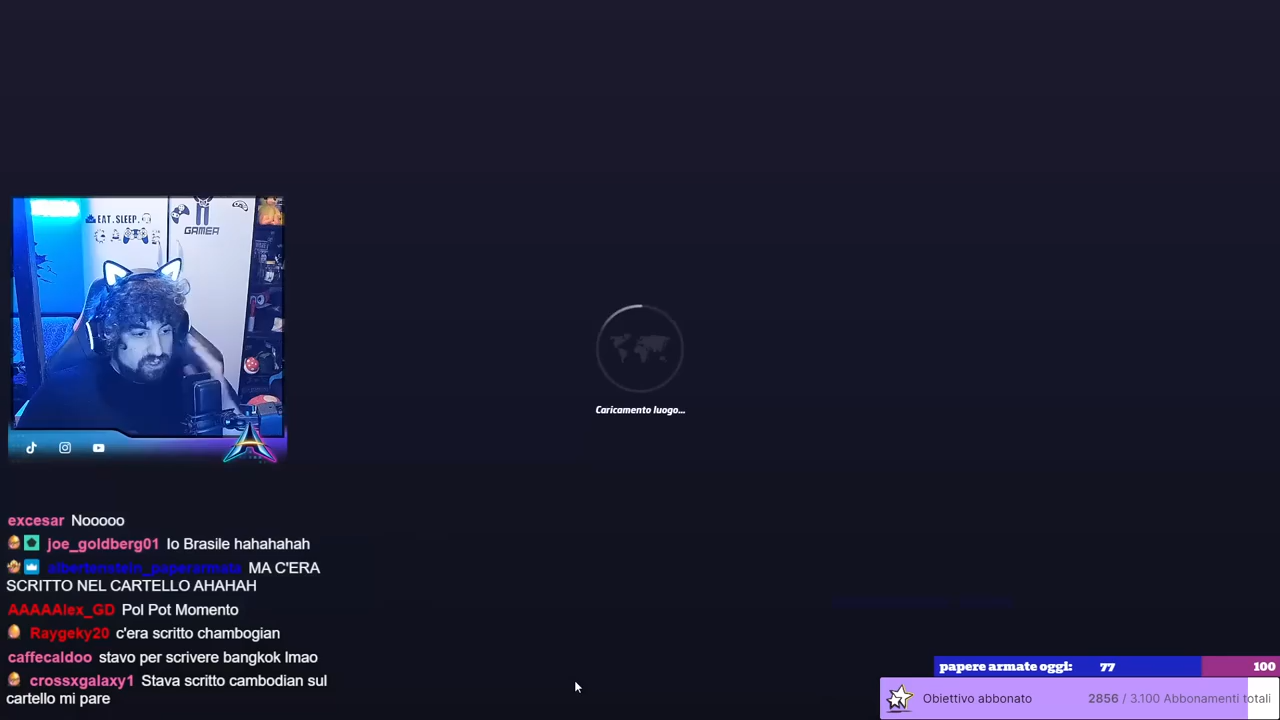 EAT.SLEEP.
GAMER
Caricamento luogo...
excesar Nooooo
joe_goldberg01 Io Brasile hahahahah
albertenstein_paperarmata MA C'ERA
SCRITTO NEL CARTELLO AHAHAH
AAAAAlex_GD Pol Pot Momento
Raygeky20 c'era scritto chambogian
caffecaldoo stavo per scrivere bangkok lmao
crossxgalaxy1 Stava scritto cambodian sul
cartello mi pare
papere armate oggi: 77 100
Obiettivo abbonato 2856 / 3.100 Abbonamenti totali